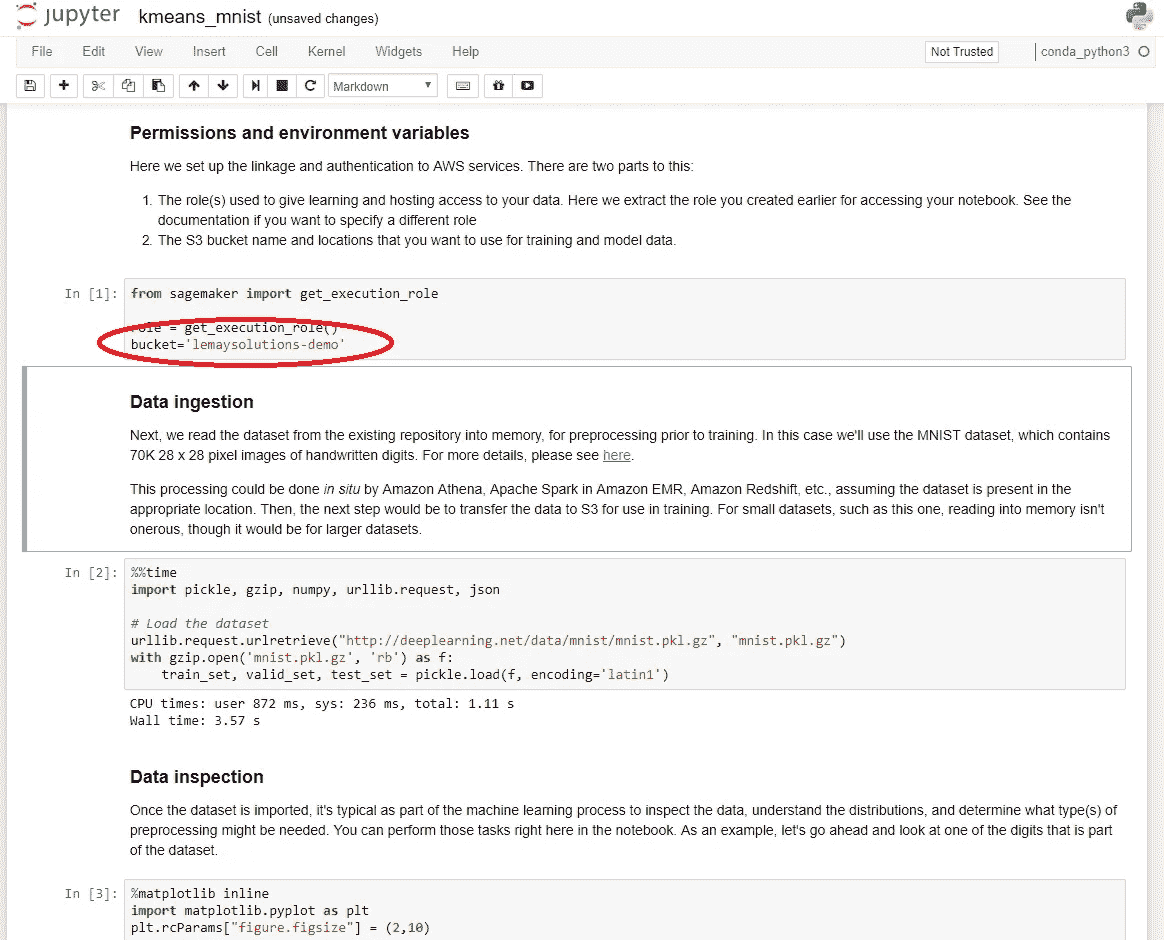 jupyter kmeans_mnist (unsaved changes)
File Edit View Insert Cell Kernel Widgets Help Not Trusted conda_python3
Markdown
Permissions and environment variables
Here we set up the linkage and authentication to AWS services. There are two parts to this:
1. The role(s) used to give learning and hosting access to your data. Here we extract the role you created earlier for accessing your notebook. See the
documentation if you want to specify a different role
2. The S3 bucket name and locations that you want to use for training and model data.
In [1]: from sagemaker import get_execution_role
role = get_execution_role()
bucket='lemaysolutions-demo'
Data ingestion
Next, we read the dataset from the existing repository into memory, for preprocessing prior to training. In this case we'll use the MNIST dataset, which contains
70K 28 x 28 pixel images of handwritten digits. For more details, please see here.
This processing could be done in situ by Amazon Athena, Apache Spark in Amazon EMR, Amazon Redshift, etc., assuming the dataset is present in the
appropriate location. Then, the next step would be to transfer the data to S3 for use in training. For small datasets, such as this one, reading into memory isn't
onerous, though it would be for larger datasets.
In [2]: %%time
import pickle, gzip, numpy, urllib.request, json
# Load the dataset
urllib.request.urlretrieve("http://deeplearning.net/data/mnist/mnist.pkl.gz", "mnist.pkl.gz")
with gzip.open('mnist.pkl.gz', 'rb') as f:
    train_set, valid_set, test_set = pickle.load(f, encoding='latin1')
CPU times: user 872 ms, sys: 236 ms, total: 1.11 s
Wall time: 3.57 s
Data inspection
Once the dataset is imported, it's typical as part of the machine learning process to inspect the data, understand the distributions, and determine what type(s) of
preprocessing might be needed. You can perform those tasks right here in the notebook. As an example, let's go ahead and look at one of the digits that is part
of the dataset.
In [3]: %matplotlib inline
import matplotlib.pyplot as plt
plt.rcParams["figure.figsize"] = (2,10)